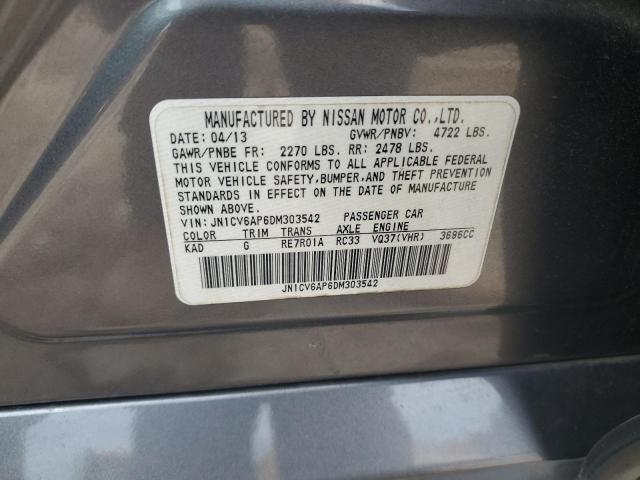 MANUFACTURED BY NISSAN MOTOR CO.,LTD.
DATE: 04/13 GVWR/PNBV: 4722 LBS.
GAWR/PNBE FR: 2270 LBS. RR: 2478 LBS.
THIS VEHICLE CONFORMS TO ALL APPLICABLE FEDERAL
MOTOR VEHICLE SAFETY,BUMPER,AND THEFT PREVENTION
STANDARDS IN EFFECT ON THE DATE OF MANUFACTURE
SHOWN ABOVE.
VIN: JN1CV6AP6DM303542 PASSENGER CAR
COLOR TRIM TRANS AXLE ENGINE
KAD G RE7R01A RC33 VQ37(VHR) 3696CC
JN1CV6AP6DM303542